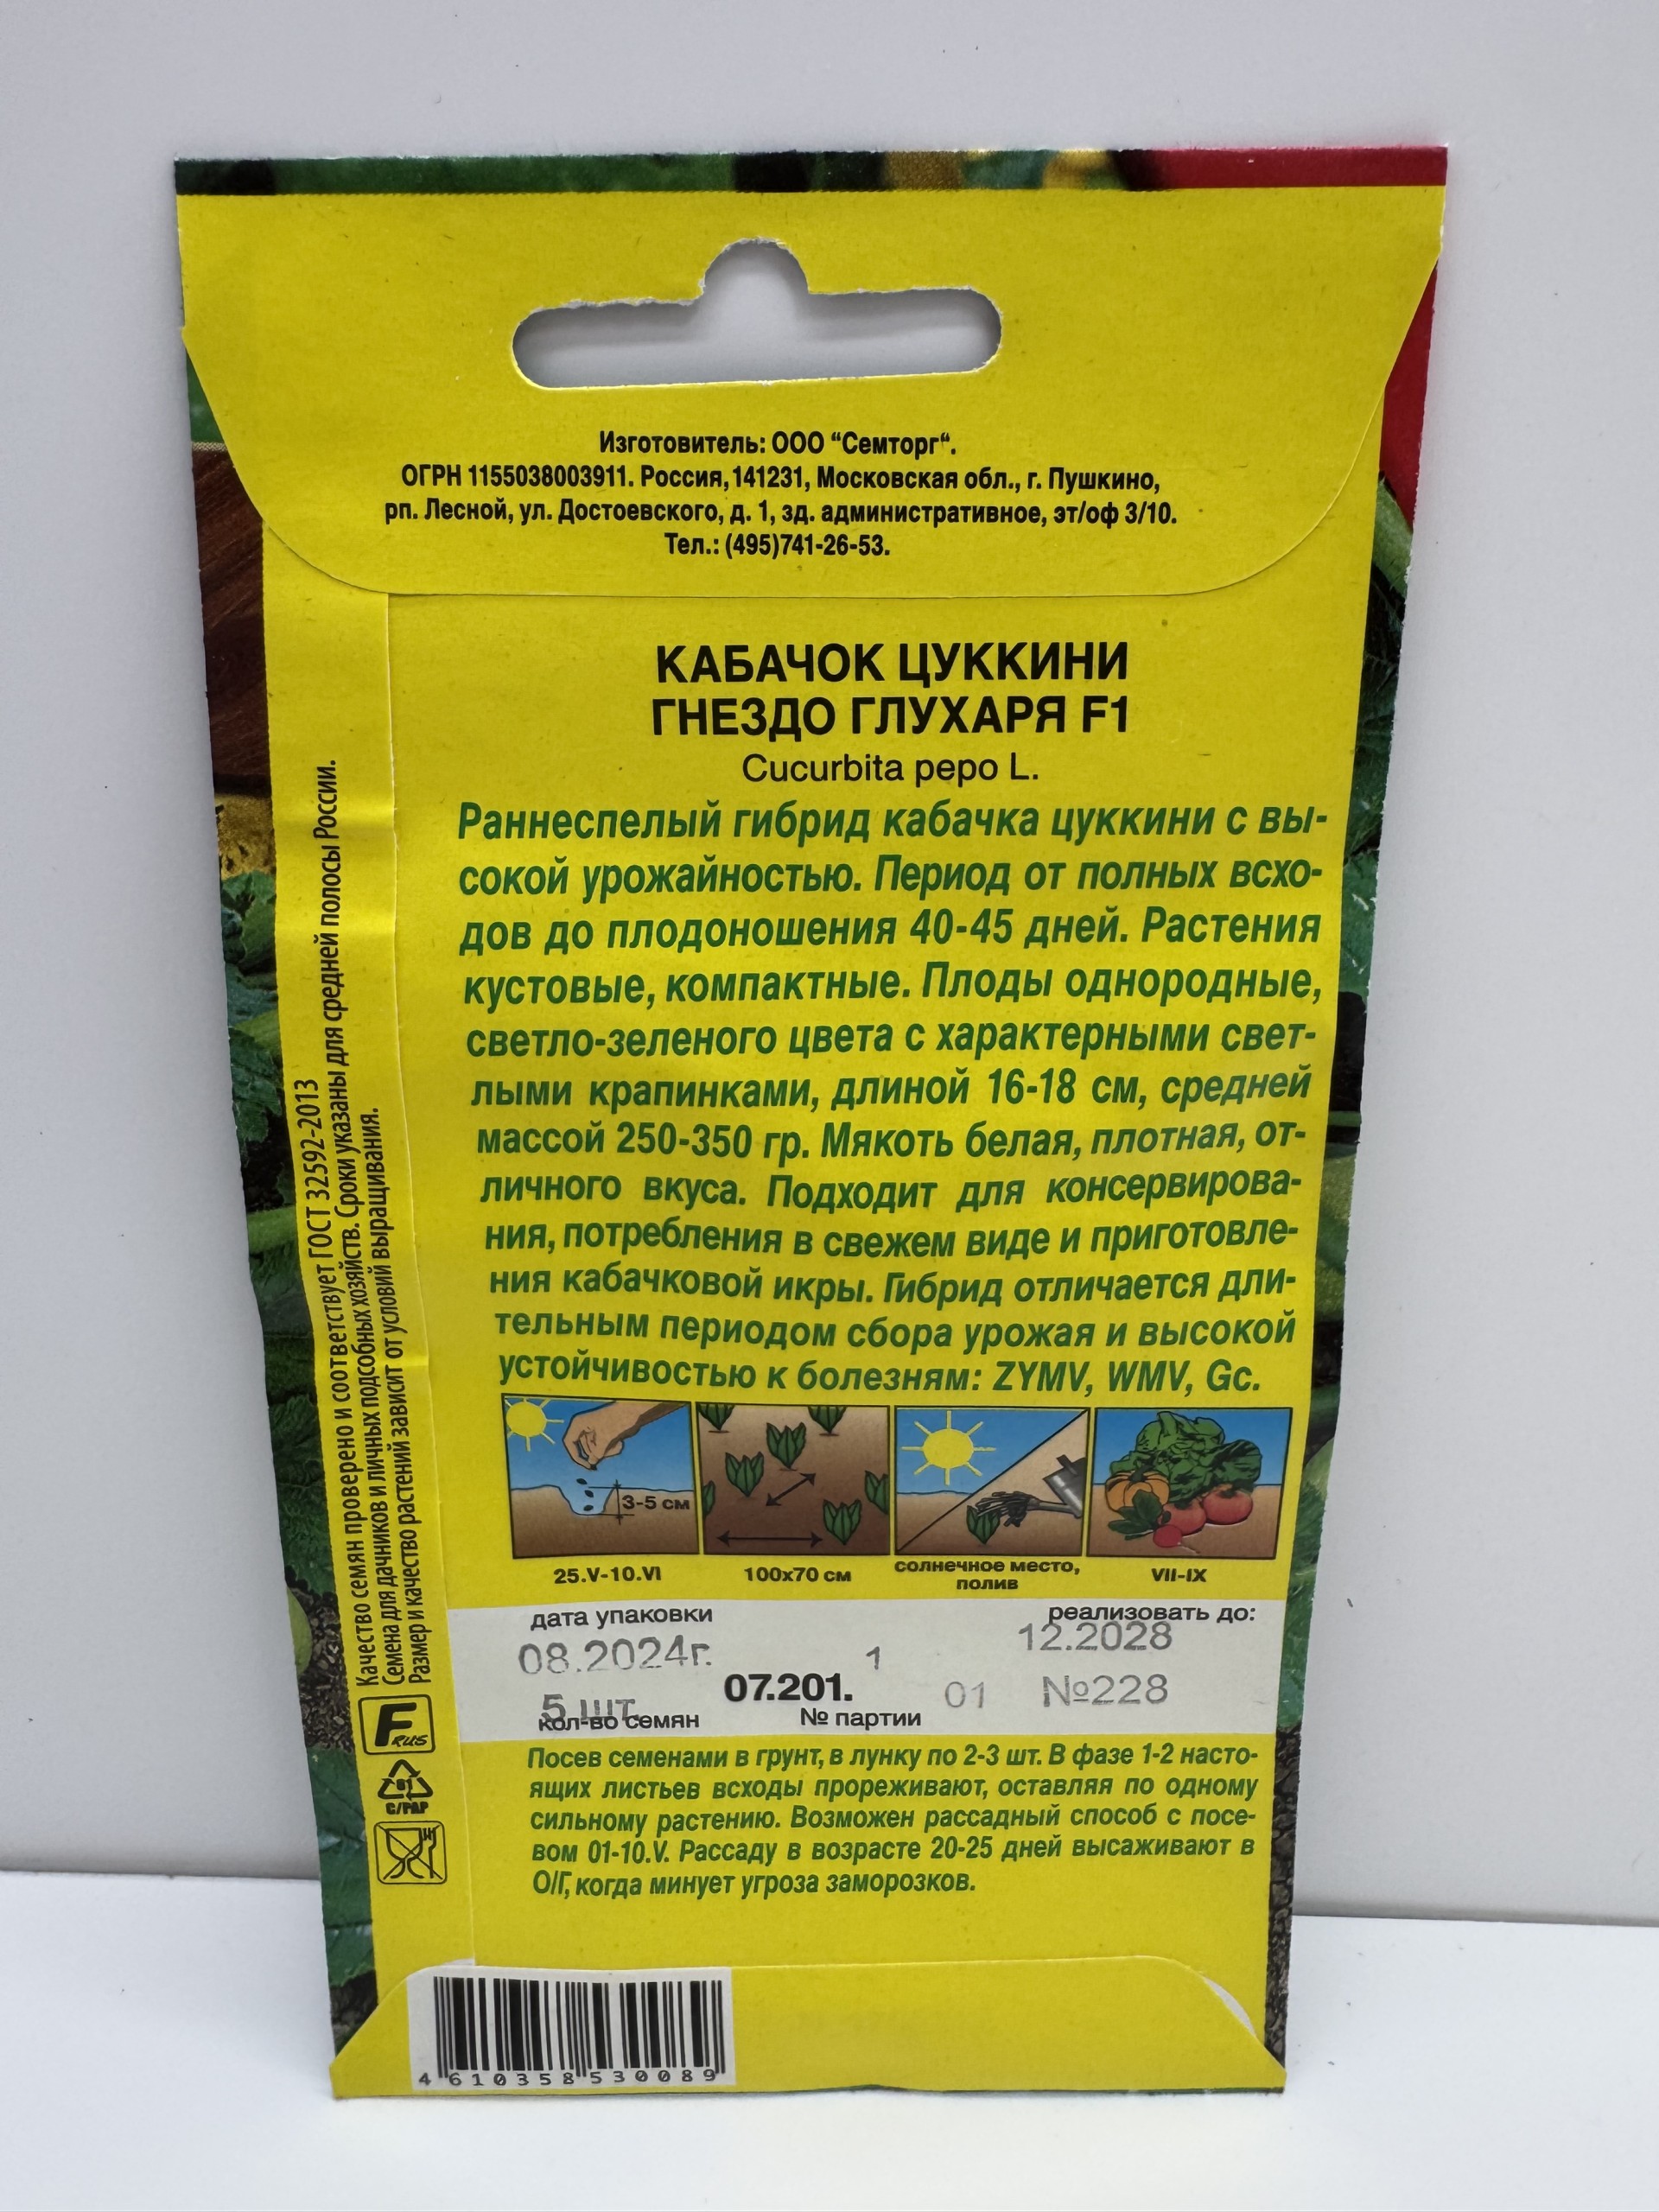 Изготовитель: ООО “Семторг“.
ОГРН 1155038003911. Россия,141231, Московская обл., г. Пушкино,
рп. Лесной, ул. Достоевского, д. 1, зд. административное, эт/оф 3/10.
Тел.: (495)741-26-53.
КАБАЧОК ЦУККИНИ
ГНЕЗДО ГЛУХАРЯ F1
Cucurbita pepo L.
Раннеспелый гибрид кабачка цуккини с вы-
сокой урожайностью. Период от полных всхо-
дов до плодоношения 40-45 дней. Растения
кустовые, компактные. Плоды однородные,
светло-зеленого цвета с характерными свет-
лыми крапинками, длиной 16-18 см, средней
массой 250-350 гр. Мякоть белая, плотная, от-
личного вкуса. Подходит для консервирова-
ния, потребления в свежем виде и приготовле-
ния кабачковой икры. Гибрид отличается дли-
тельным периодом сбора урожая и высокой
устойчивостью к болезням: ZYMV, WMV, Gc.
3-5 см
25.V-10.VI
100х70 см
солнечное место,
полив
VII-IX
дата упаковки
реализовать до:
08.2024г.
1
12.2028
5 шт.
07.201.
01
№228
кол-во семян
№ партии
Посев семенами в грунт, в лунку по 2-3 шт. В фазе 1-2 насто-
ящих листьев всходы прореживают, оставляя по одному
сильному растению. Возможен рассадный способ с посе-
вом 01-10.V. Рассаду в возрасте 20-25 дней высаживают в
О/Г, когда минует угроза заморозков.
Качество семян проверено и соответствует ГОСТ 32592-2013
Семена для дачников и личных подсобных хозяйств. Сроки указаны для средней полосы России.
Размер и качество растений зависит от условий выращивания.
F RUS
81
C/PAP
4 610358 530089